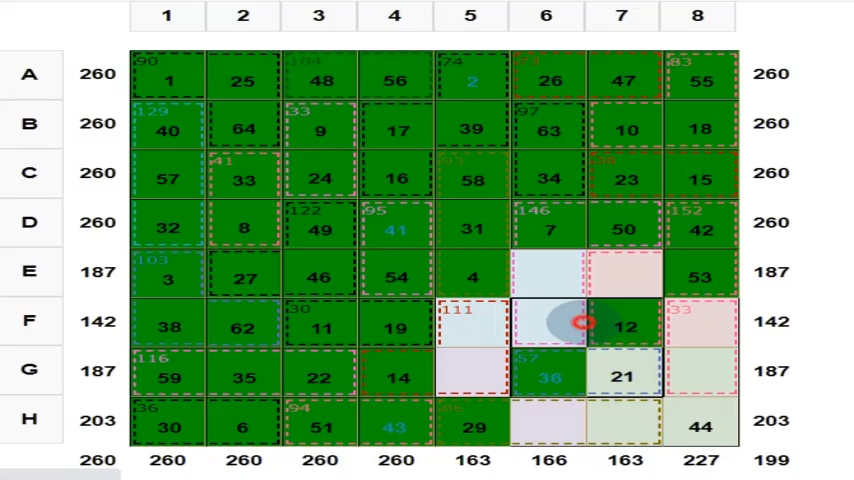 1 2 3 4 5 6 7 8
A 260 90 1 25 104 48 56 74 2 73 26 47 83 55 260
B 260 129 40 64 33 9 17 39 97 63 10 18 260
C 260 57 41 33 24 16 93 58 34 23 15 260
D 260 32 8 122 49 95 41 31 146 7 50 152 42 260
E 187 103 3 27 46 54 4 53 187
F 142 38 62 30 11 19 111 12 33 142
G 187 116 59 35 22 14 57 36 21 187
H 203 36 30 6 94 51 43 86 29 44 203
260 260 260 260 260 163 166 163 227 199